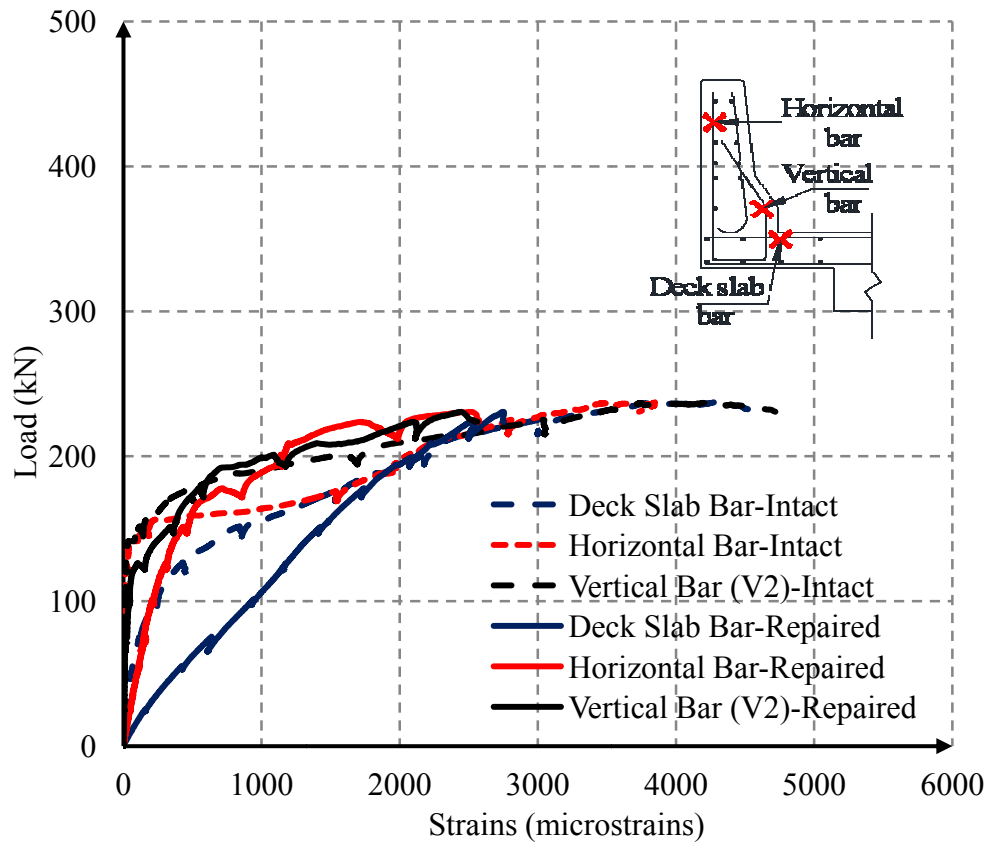 500
400
300
200
100
0
Load (kN)
0
1000
2000
3000
4000
5000
6000
Strains (microstrains)
Horizontal
bar
Vertical
bar
Deck slab
bar
Deck Slab Bar-Intact
Horizontal Bar-Intact
Vertical Bar (V2)-Intact
Deck Slab Bar-Repaired
Horizontal Bar-Repaired
Vertical Bar (V2)-Repaired